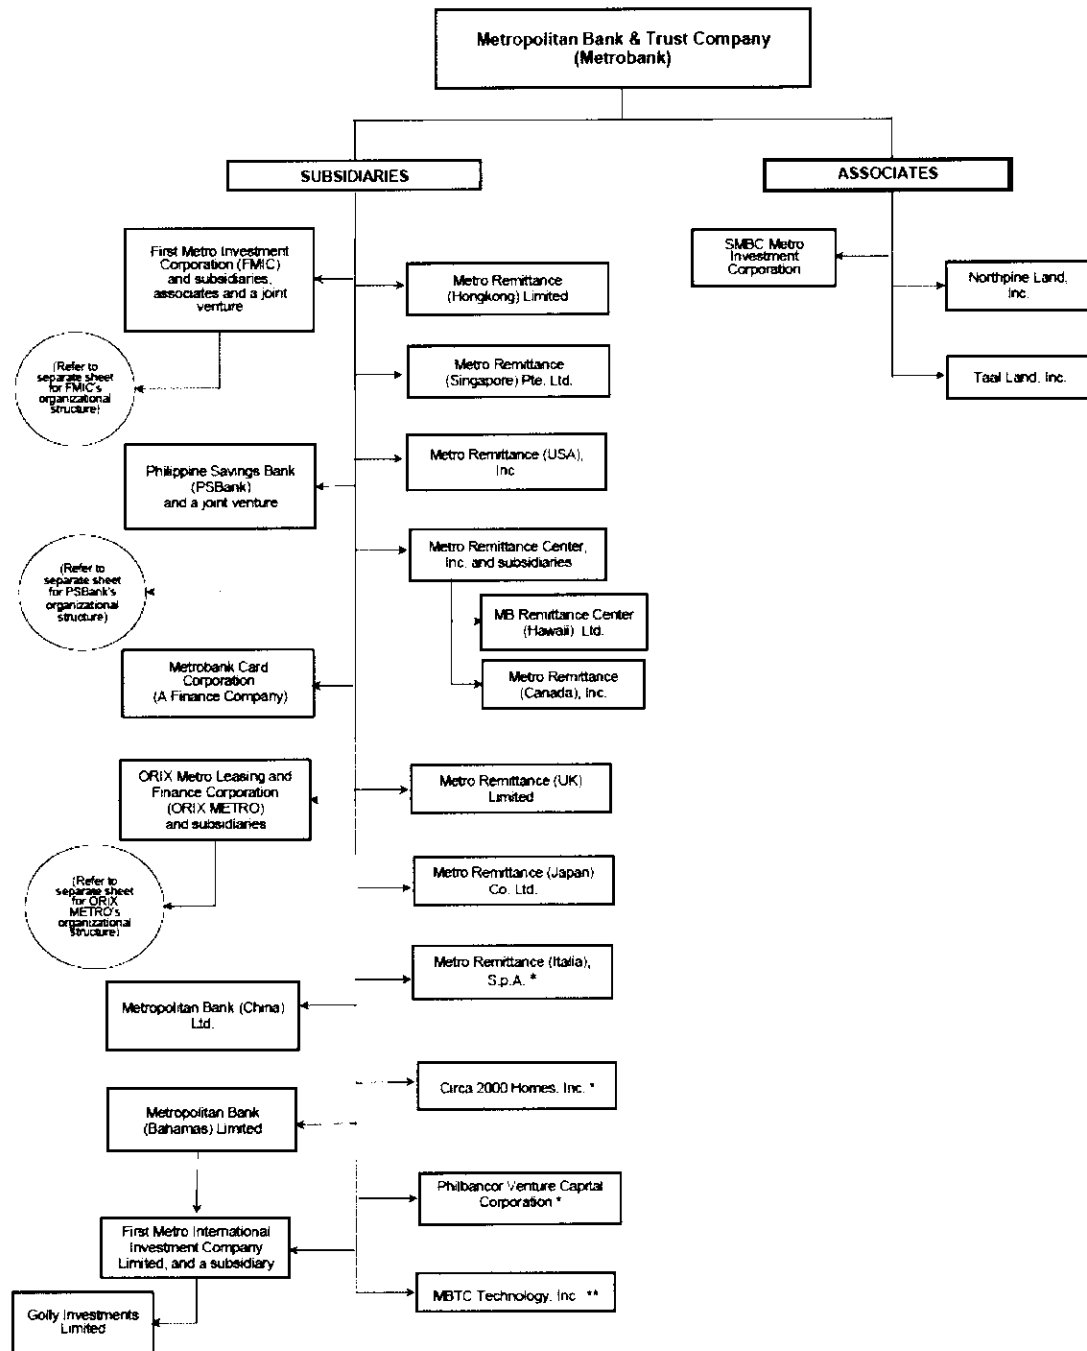 Metropolitan Bank & Trust Company
(Metrobank)
SUBSIDIARIES
ASSOCIATES
First Metro Investment
Corporation (FMIC)
and subsidiaries,
associates and a joint
venture
Metro Remittance
(Hongkong) Limited
SMBC Metro
Investment
Corporation
Northpine Land,
Inc.
(Refer to
separate sheet
for FMIC's
organizational
structure)
Metro Remittance
(Singapore) Pte. Ltd.
Taal Land, Inc.
Philippine Savings Bank
(PSBank)
and a joint venture
Metro Remittance (USA),
Inc.
(Refer to
separate sheet
for PSBank's
organizational
structure)
Metro Remittance Center,
Inc. and subsidiaries
MB Remittance Center
(Hawaii) Ltd.
Metro Remittance
(Canada), Inc.
Metrobank Card
Corporation
(A Finance Company)
ORIX Metro Leasing and
Finance Corporation
(ORIX METRO)
and subsidiaries
Metro Remittance (UK)
Limited
(Refer to
separate sheet
for ORIX
METRO's
organizational
structure)
Metro Remittance (Japan)
Co. Ltd.
Metro Remittance (Italia),
S.p.A. *
Metropolitan Bank (China)
Ltd.
Circa 2000 Homes, Inc. *
Metropolitan Bank
(Bahamas) Limited
Philbancor Venture Capital
Corporation *
First Metro International
Investment Company
Limited, and a subsidiary
MBTC Technology, Inc **
Golly Investments
Limited